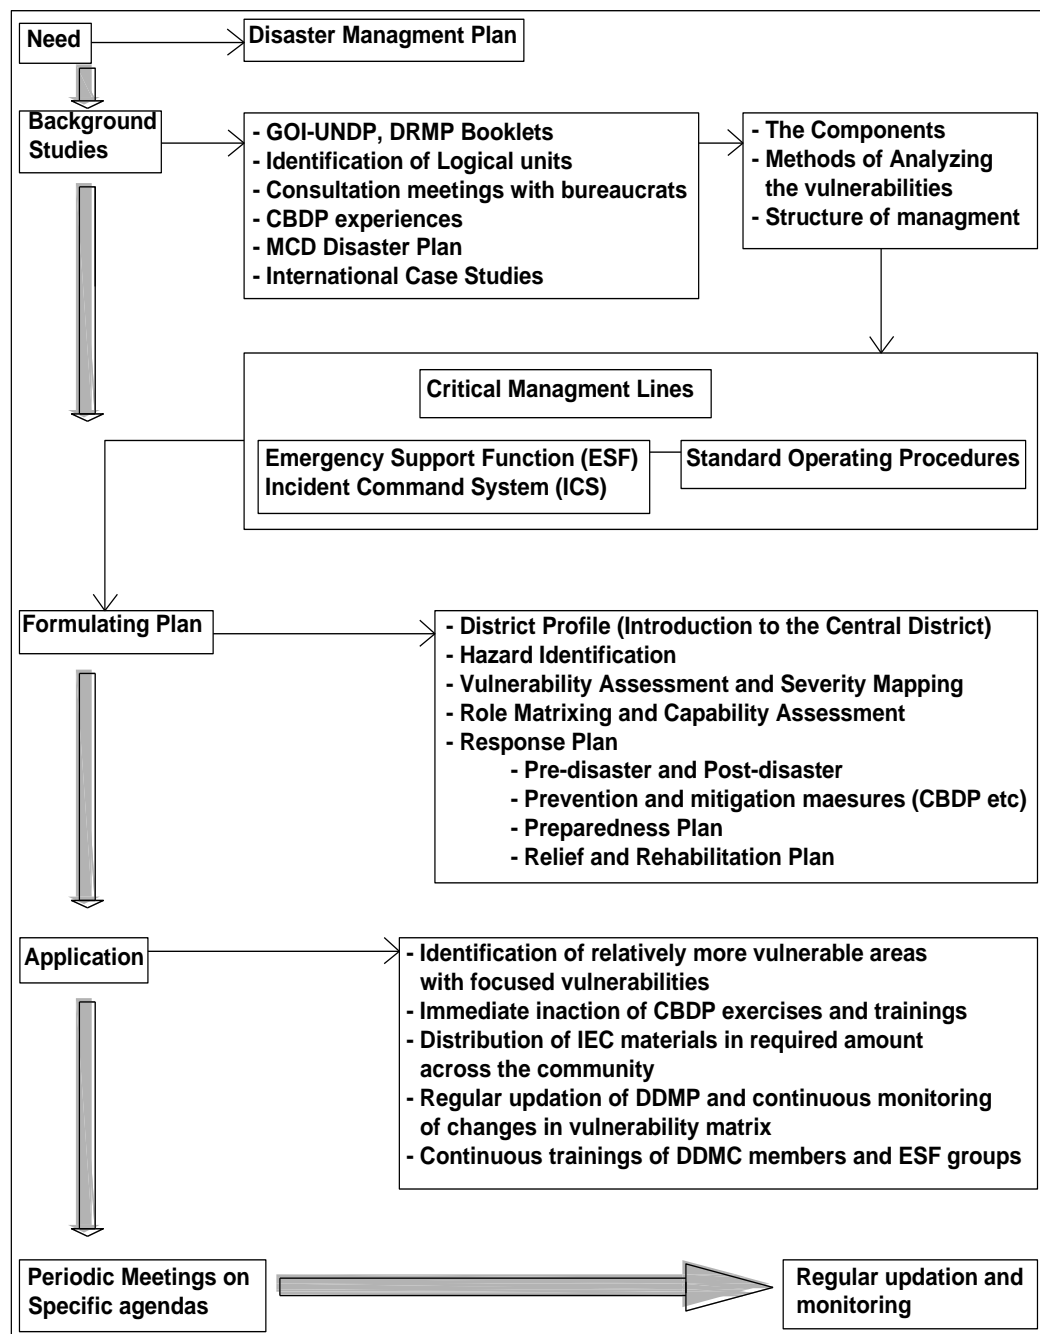 Need
Disaster Managment Plan
Background
Studies
- GOI-UNDP, DRMP Booklets
- Identification of Logical units
- Consultation meetings with bureaucrats
- CBDP experiences
- MCD Disaster Plan
- International Case Studies
- The Components
- Methods of Analyzing
the vulnerabilities
- Structure of managment
Critical Managment Lines
Emergency Support Function (ESF)
Incident Command System (ICS)
Standard Operating Procedures
Formulating Plan
- District Profile (Introduction to the Central District)
- Hazard Identification
- Vulnerability Assessment and Severity Mapping
- Role Matrixing and Capability Assessment
- Response Plan
- Pre-disaster and Post-disaster
- Prevention and mitigation maesures (CBDP etc)
- Preparedness Plan
- Relief and Rehabilitation Plan
Application
- Identification of relatively more vulnerable areas
with focused vulnerabilities
- Immediate inaction of CBDP exercises and trainings
- Distribution of IEC materials in required amount
across the community
- Regular updation of DDMP and continuous monitoring
of changes in vulnerability matrix
- Continuous trainings of DDMC members and ESF groups
Periodic Meetings on
Specific agendas
Regular updation and
monitoring